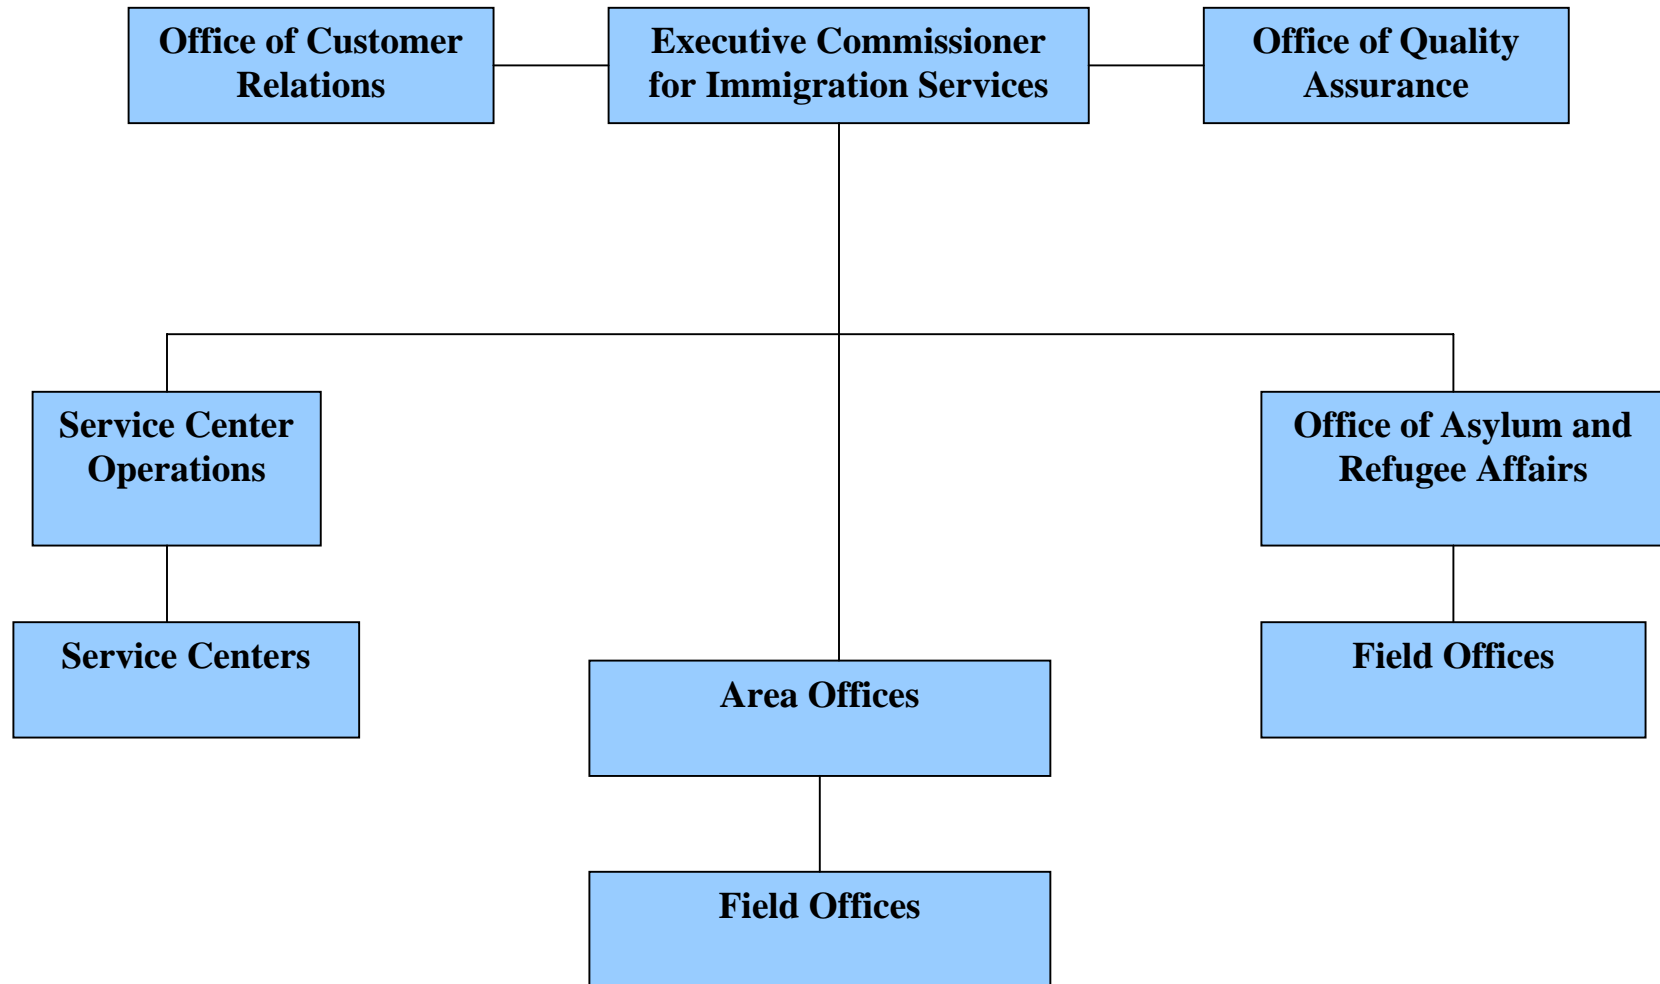 Office of Customer
Relations
Executive Commissioner
for Immigration Services
Office of Quality
Assurance
Service Center
Operations
Office of Asylum and
Refugee Affairs
Service Centers
Field Offices
Area Offices
Field Offices